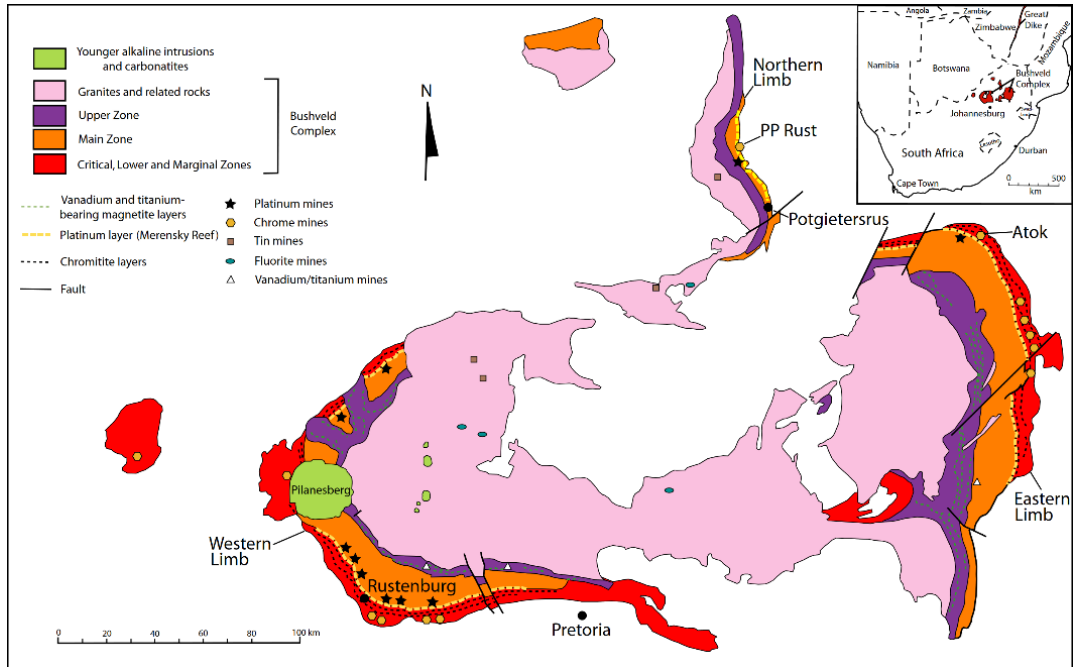 Younger alkaline intrusions
and carbonatites
Granites and related rocks
Upper Zone
Main Zone
Critical, Lower and Marginal Zones
Bushveld
Complex
Vanadium and titanium-
bearing magnetite layers
Platinum layer (Merensky Reef)
Chromitite layers
Fault
Platinum mines
Chrome mines
Tin mines
Fluorite mines
Vanadium/titanium mines
N
Northern
Limb
PP Rust
Potgietersrus
Atok
Eastern
Limb
Pilanesberg
Western
Limb
Rustenburg
Pretoria
0 20 40 60 80 100 km
Angola
Zambia
Zimbabwe
Great
Dike
Mozambique
Namibia
Botswana
Bushveld
Complex
Johannesburg
South Africa
Lesotho
Durban
Cape Town
0 500
km